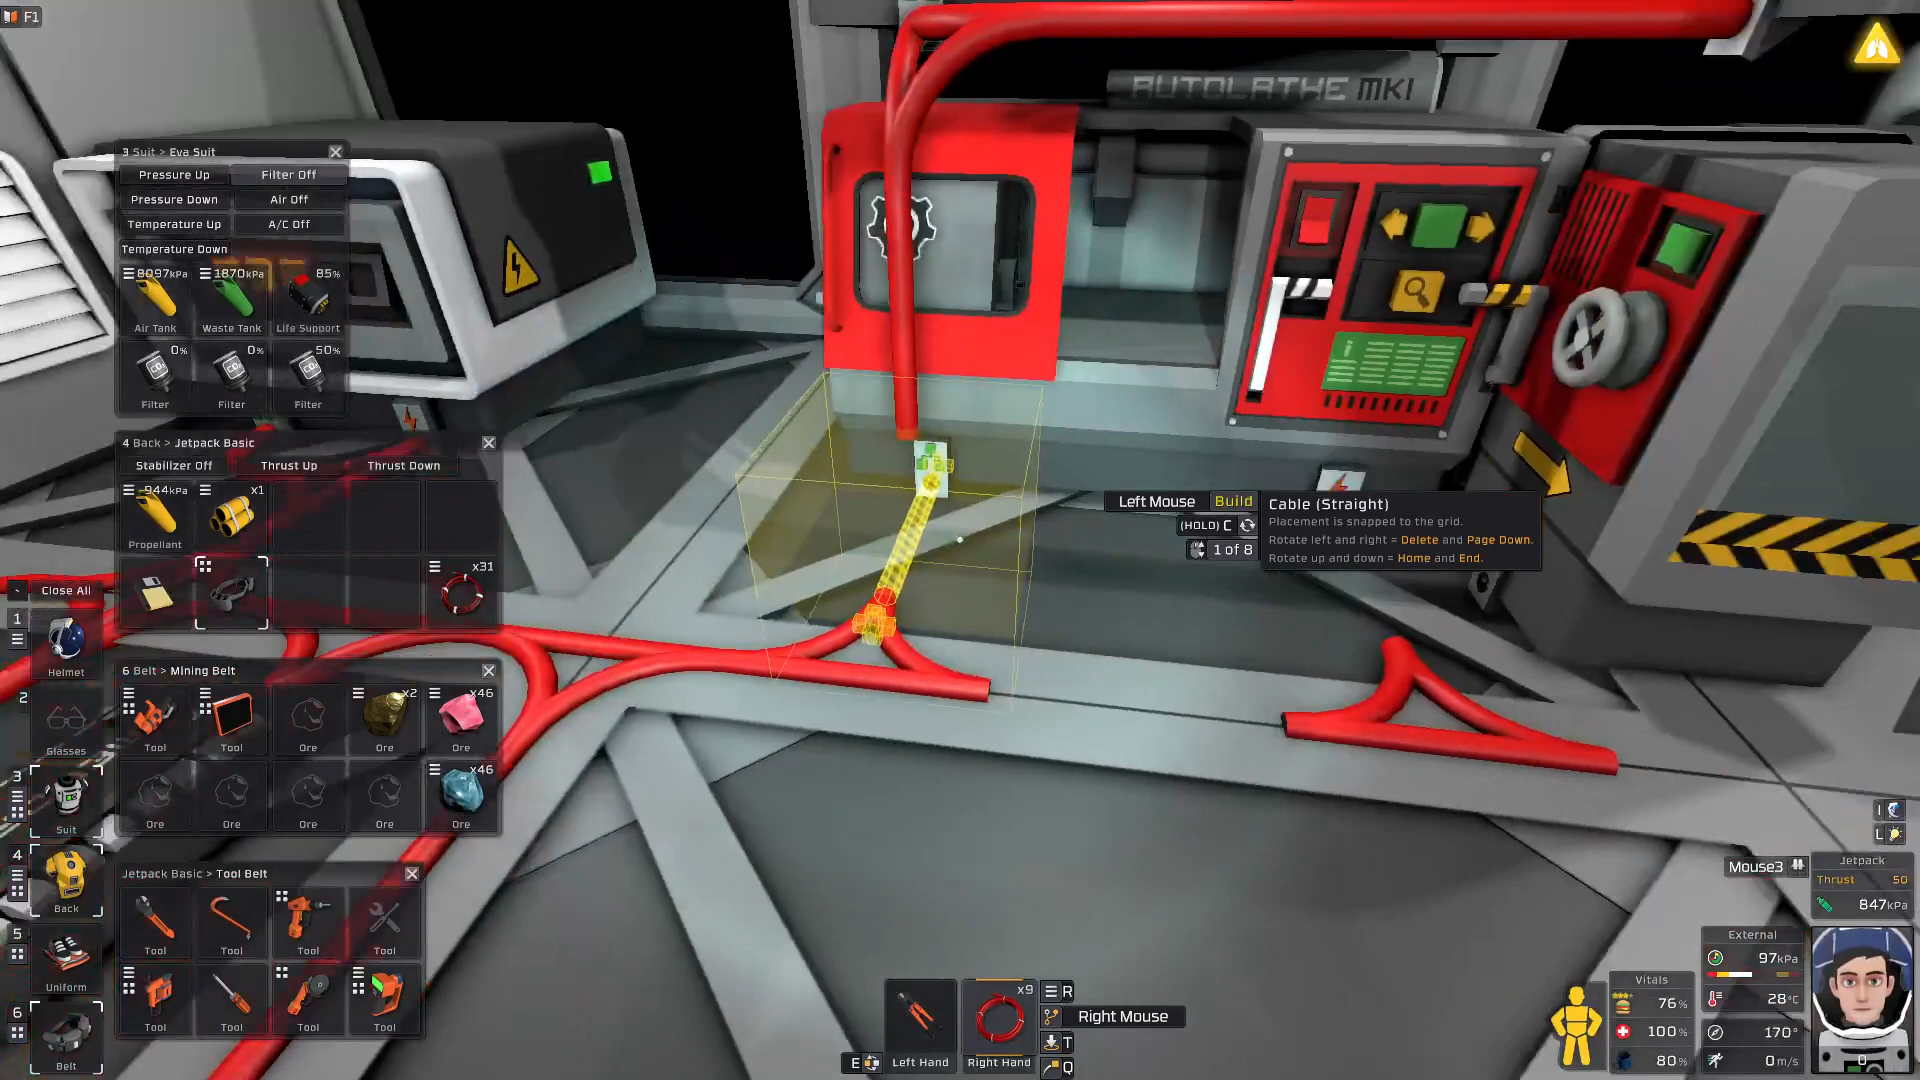 F1
AUTOLATHE MK1
3 Suit > Eva Suit
Pressure Up
Filter Off
Pressure Down
Air Off
Temperature Up
A/C Off
Temperature Down
8097kPa
1870kPa
85%
Air Tank
Waste Tank
Life Support
0%
0%
50%
Filter
Filter
Filter
4 Back > Jetpack Basic
Stabilizer Off
Thrust Up
Thrust Down
944kPa
x1
Propellant
x31
Left Mouse
Build
(HOLD) C
1 of 8
Cable (Straight)
Placement is snapped to the grid.
Rotate left and right = Delete and Page Down.
Rotate up and down = Home and End.
Close All
1
Helmet
2
Glasses
3
Suit
4
Back
5
Uniform
6
Belt
6 Belt > Mining Belt
x2
x46
Tool
Tool
Ore
Ore
Ore
x46
Ore
Ore
Ore
Ore
Ore
Jetpack Basic > Tool Belt
Tool
Tool
Tool
Tool
Tool
Tool
Tool
Tool
E
Left Hand
x9
Right Hand
R
Right Mouse
T
Q
I
L
Mouse3
Jetpack
Thrust 50
847kPa
External
97kPa
28°C
170°
0m/s
Vitals
76%
100%
80%
0